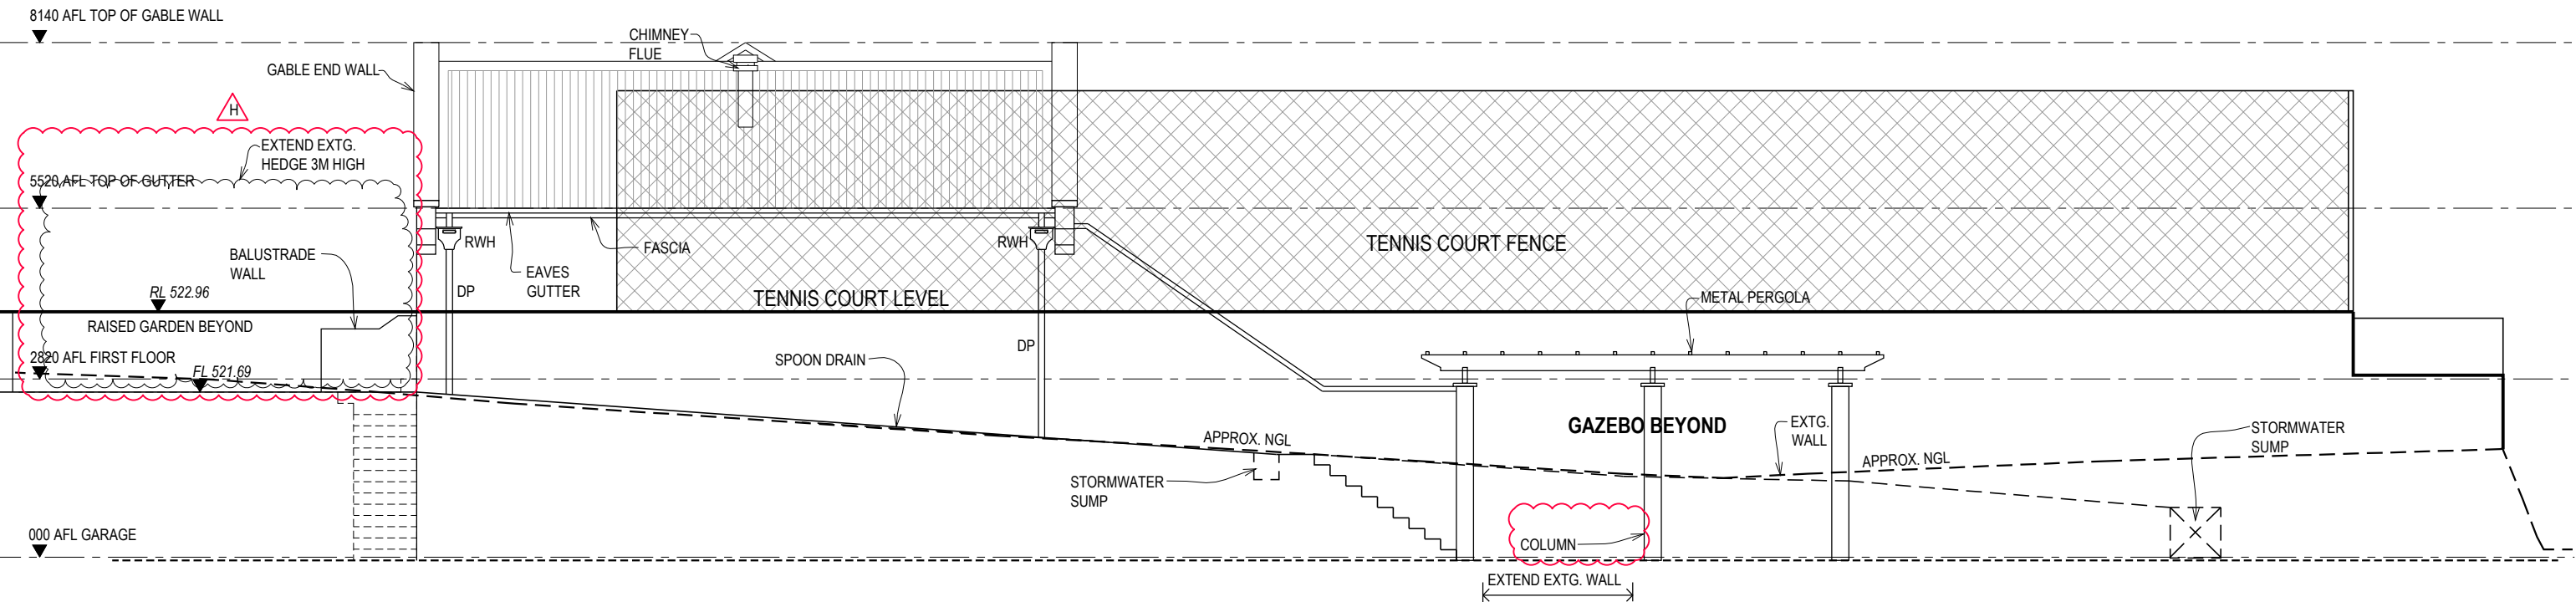 8140 AFL TOP OF GABLE WALL
CHIMNEY
FLUE
GABLE END WALL
H
EXTEND EXTG.
HEDGE 3M HIGH
5520 AFL TOP OF GUTTER
RWH
RWH
FASCIA
TENNIS COURT FENCE
BALUSTRADE
WALL
EAVES
GUTTER
DP
RL 522.96
TENNIS COURT LEVEL
METAL PERGOLA
RAISED GARDEN BEYOND
DP
2820 AFL FIRST FLOOR
SPOON DRAIN
FL 521.69
GAZEBO BEYOND
EXTG.
WALL
STORMWATER
SUMP
APPROX. NGL
APPROX. NGL
STORMWATER
SUMP
000 AFL GARAGE
COLUMN
EXTEND EXTG. WALL